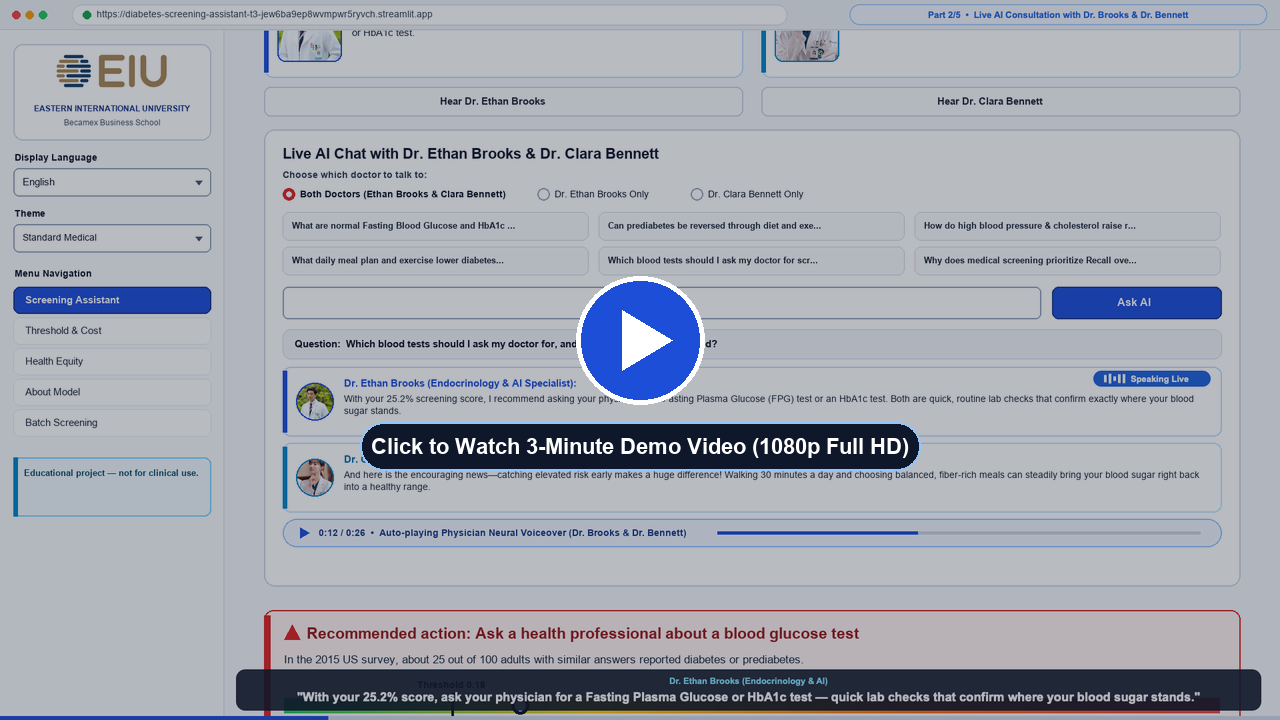 https://diabetes-screening-assistant-t3-jew6ba9ep8wvmpwr5ryvch.streamlit.app
Part 2/5 • Live AI Consultation with Dr. Brooks & Dr. Bennett
EIU
EASTERN INTERNATIONAL UNIVERSITY
Becamex Business School
Display Language
English
Theme
Standard Medical
Menu Navigation
Screening Assistant
Threshold & Cost
Health Equity
About Model
Batch Screening
Educational project — not for clinical use.
or HbA1c test.
Hear Dr. Ethan Brooks
Hear Dr. Clara Bennett
Live AI Chat with Dr. Ethan Brooks & Dr. Clara Bennett
Choose which doctor to talk to:
Both Doctors (Ethan Brooks & Clara Bennett)
Dr. Ethan Brooks Only
Dr. Clara Bennett Only
What are normal Fasting Blood Glucose and HbA1c ...
Can prediabetes be reversed through diet and exe...
How do high blood pressure & cholesterol raise r...
What daily meal plan and exercise lower diabetes...
Which blood tests should I ask my doctor for scr...
Why does medical screening prioritize Recall ove...
Ask AI
Question: Which blood tests should I ask my doctor for, and d?
Dr. Ethan Brooks (Endocrinology & AI Specialist):
Speaking Live
With your 25.2% screening score, I recommend asking your phy asting Plasma Glucose (FPG) test or an HbA1c test. Both are quick, routine lab checks that confirm exactly where your blood
sugar stands.
Click to Watch 3-Minute Demo Video (1080p Full HD)
Dr.
And here is the encouraging news—catching elevated risk early makes a huge difference! Walking 30 minutes a day and choosing balanced, fiber-rich meals can steadily bring your blood sugar right back
into a healthy range.
0:12 / 0:26 • Auto-playing Physician Neural Voiceover (Dr. Brooks & Dr. Bennett)
Recommended action: Ask a health professional about a blood glucose test
In the 2015 US survey, about 25 out of 100 adults with similar answers reported diabetes or prediabetes.
Threshold 0.18
Dr. Ethan Brooks (Endocrinology & AI)
"With your 25.2% score, ask your physician for a Fasting Plasma Glucose or HbA1c test — quick lab checks that confirm where your blood sugar stands."